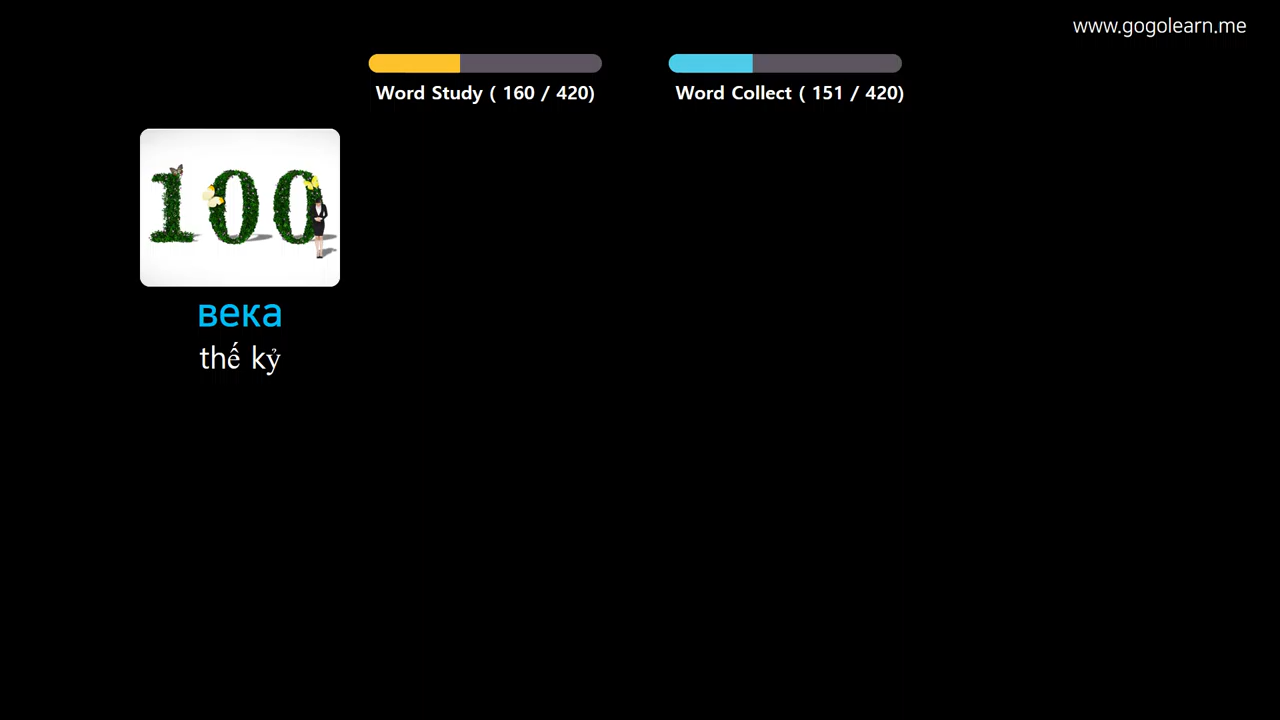 www.gogolearn.me
Word Study ( 160 / 420)
Word Collect ( 151 / 420)
100
века
thế kỷ